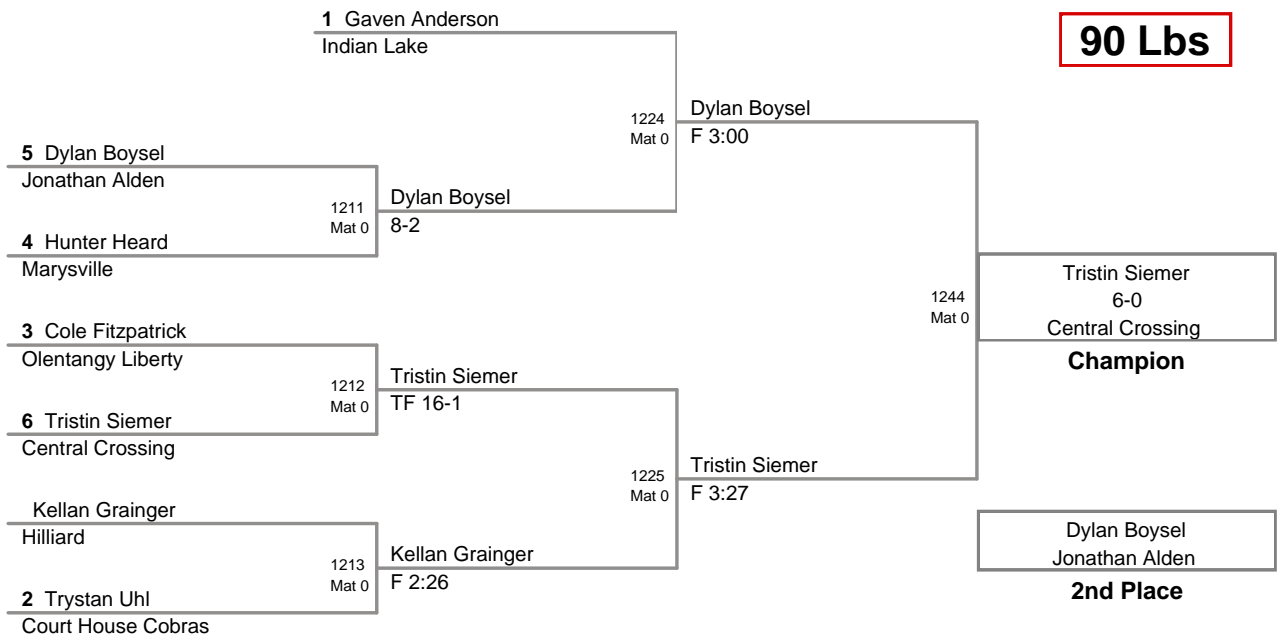 1 Gaven Anderson
Indian Lake
90 Lbs
1224
Mat 0
Dylan Boysel
F 3:00
5 Dylan Boysel
Jonathan Alden
1211
Mat 0
Dylan Boysel
8-2
4 Hunter Heard
Marysville
1244
Mat 0
Tristin Siemer
6-0
Central Crossing
Champion
3 Cole Fitzpatrick
Olentangy Liberty
1212
Mat 0
Tristin Siemer
TF 16-1
6 Tristin Siemer
Central Crossing
1225
Mat 0
Tristin Siemer
F 3:27
Kellan Grainger
Hilliard
1213
Mat 0
Kellan Grainger
F 2:26
2 Trystan Uhl
Court House Cobras
Dylan Boysel
Jonathan Alden
2nd Place